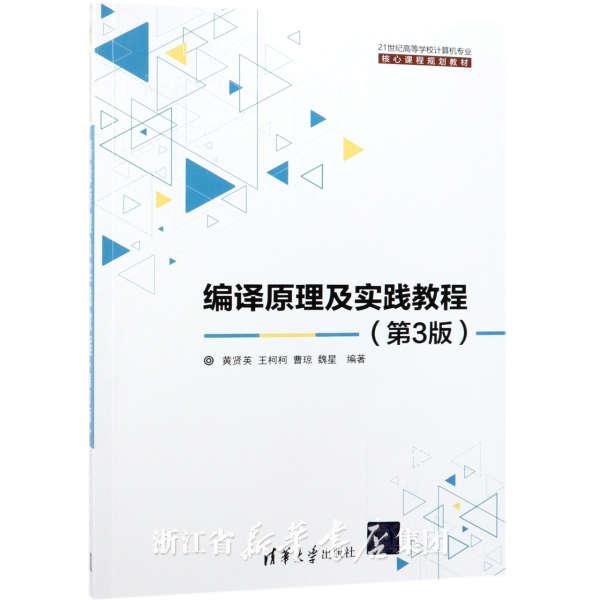 21世纪高等学校计算机专业
核心课程规划教材
编译原理及实践教程
（第3版）
黄贤英 王柯柯 曹琼 魏星 编著
浙江省新华书店集团
清华大学出版社